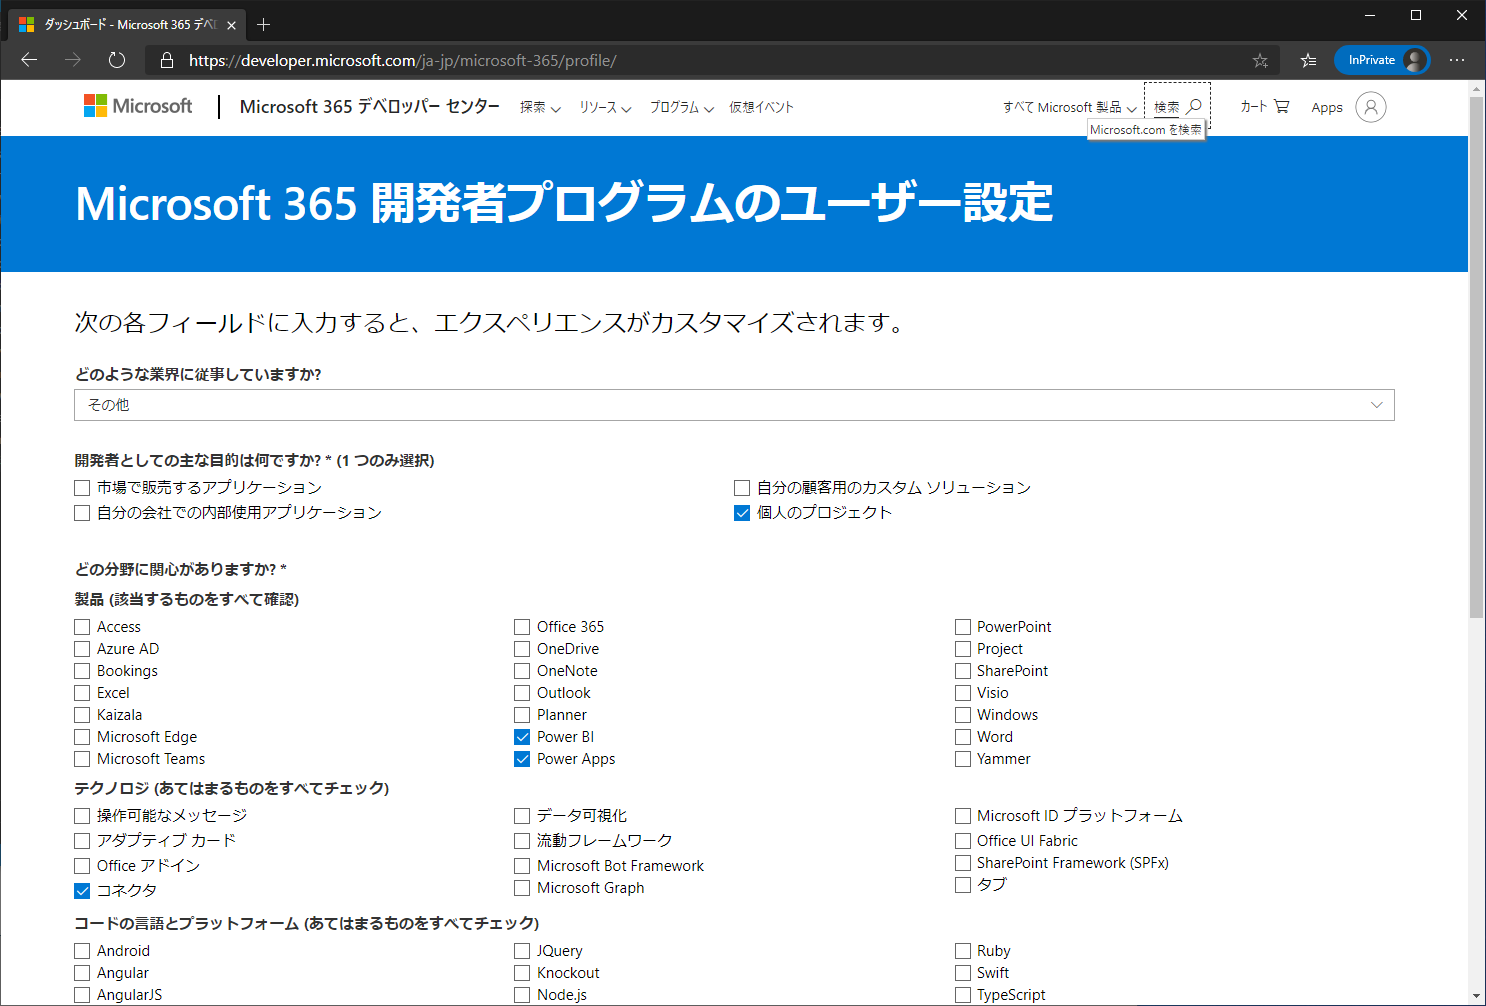 ダッシュボード - Microsoft 365 デベ
https://developer.microsoft.com/ja-jp/microsoft-365/profile/
InPrivate
Microsoft
Microsoft 365 デベロッパー センター
探索
リソース
プログラム
仮想イベント
すべて Microsoft 製品
検索
カート
Apps
Microsoft.com を検索
Microsoft 365 開発者プログラムのユーザー設定
次の各フィールドに入力すると、エクスペリエンスがカスタマイズされます。
どのような業界に従事していますか?
その他
開発者としての主な目的は何ですか? * (1 つのみ選択)
市場で販売するアプリケーション
自分の顧客用のカスタム ソリューション
自分の会社での内部使用アプリケーション
個人のプロジェクト
どの分野に関心がありますか? *
製品 (該当するものをすべて確認)
Access
Office 365
PowerPoint
Azure AD
OneDrive
Project
Bookings
OneNote
SharePoint
Excel
Outlook
Visio
Kaizala
Planner
Windows
Microsoft Edge
Power BI
Word
Microsoft Teams
Power Apps
Yammer
テクノロジ (あてはまるものをすべてチェック)
操作可能なメッセージ
データ可視化
Microsoft ID プラットフォーム
アダプティブ カード
流動フレームワーク
Office UI Fabric
Office アドイン
Microsoft Bot Framework
SharePoint Framework (SPFx)
コネクタ
Microsoft Graph
タブ
コードの言語とプラットフォーム (あてはまるものをすべてチェック)
Android
JQuery
Ruby
Angular
Knockout
Swift
AngularJS
Node.js
TypeScript